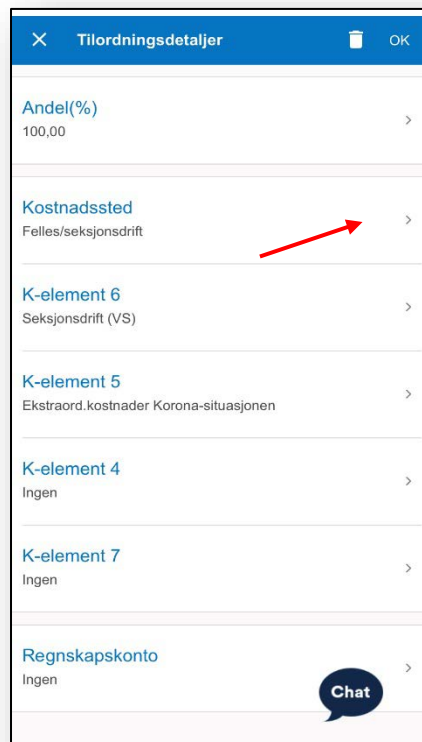 Tilordningsdetaljer OK
Andel(%)
100,00
Kostnadssted
Felles/seksjonsdrift
K-element 6
Seksjonsdrift (VS)
K-element 5
Ekstraord.kostnader Korona-situasjonen
K-element 4
Ingen
K-element 7
Ingen
Regnskapskonto
Ingen
Chat